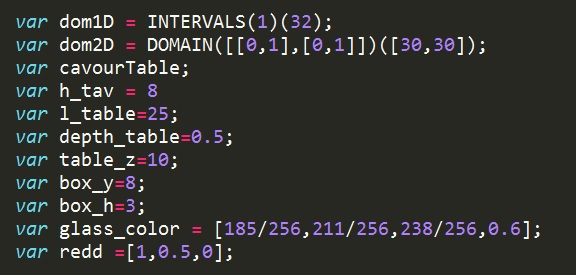 var dom1D = INTERVALS(1)(32);
var dom2D = DOMAIN([[0,1],[0,1]])([30,30]);
var cavourTable;
var h_tav = 8
var l_table=25;
var depth_table=0.5;
var table_z=10;
var box_y=8;
var box_h=3;
var glass_color = [185/256,211/256,238/256,0.6];
var redd =[1,0.5,0];